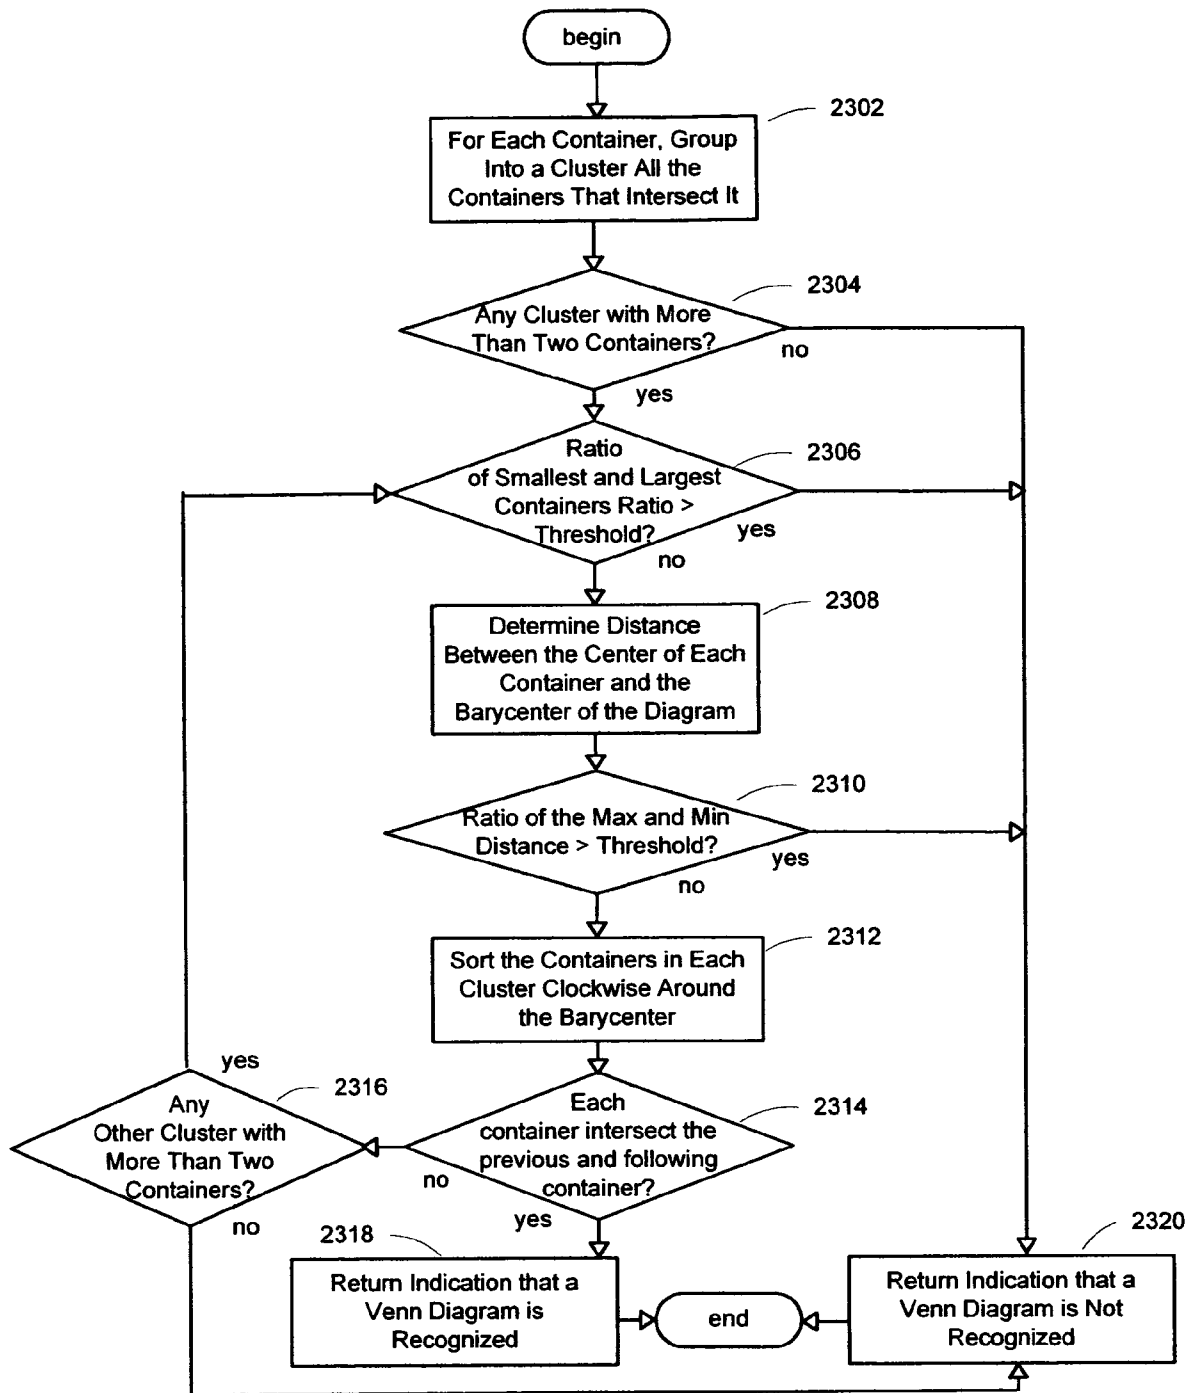 begin
2302
For Each Container, Group
Into a Cluster All the
Containers That Intersect It
2304
Any Cluster with More
Than Two Containers?
no
yes
Ratio
2306
of Smallest and Largest
Containers Ratio >
Threshold?
yes
no
2308
Determine Distance
Between the Center of Each
Container and the
Barycenter of the Diagram
2310
Ratio of the Max and Min
Distance > Threshold?
yes
no
2312
Sort the Containers in Each
Cluster Clockwise Around
the Barycenter
yes
2316
Any
Other Cluster with
More Than Two
Containers?
no
2314
Each
container intersect the
previous and following
container?
no
yes
2318
Return Indication that a
Venn Diagram is
Recognized
end
2320
Return Indication that a
Venn Diagram is Not
Recognized